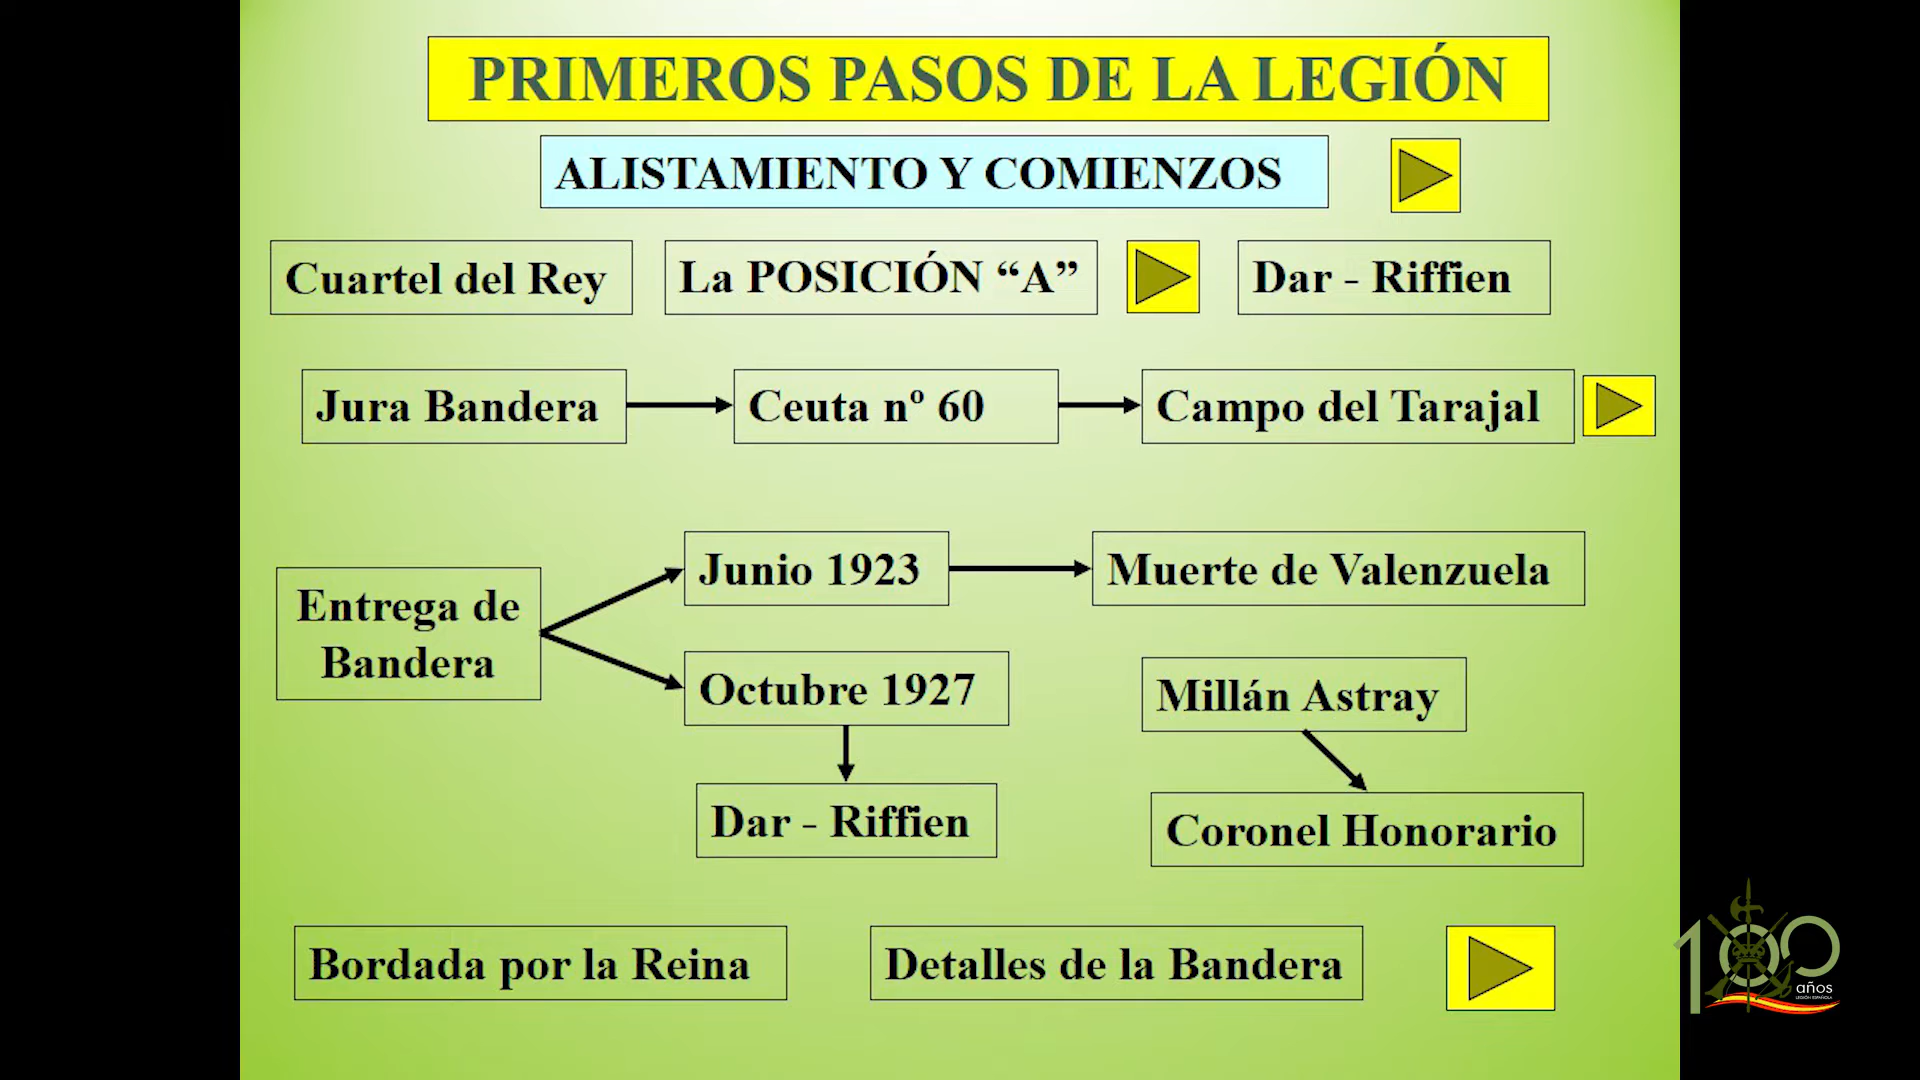 PRIMEROS PASOS DE LA LEGIÓN
ALISTAMIENTO Y COMIENZOS
Cuartel del Rey
La POSICIÓN “A”
Dar - Riffien
Jura Bandera
Ceuta nº 60
Campo del Tarajal
Entrega de
Bandera
Junio 1923
Muerte de Valenzuela
Octubre 1927
Millán Astray
Dar - Riffien
Coronel Honorario
Bordada por la Reina
Detalles de la Bandera
100
años
LEGIÓN ESPAÑOLA